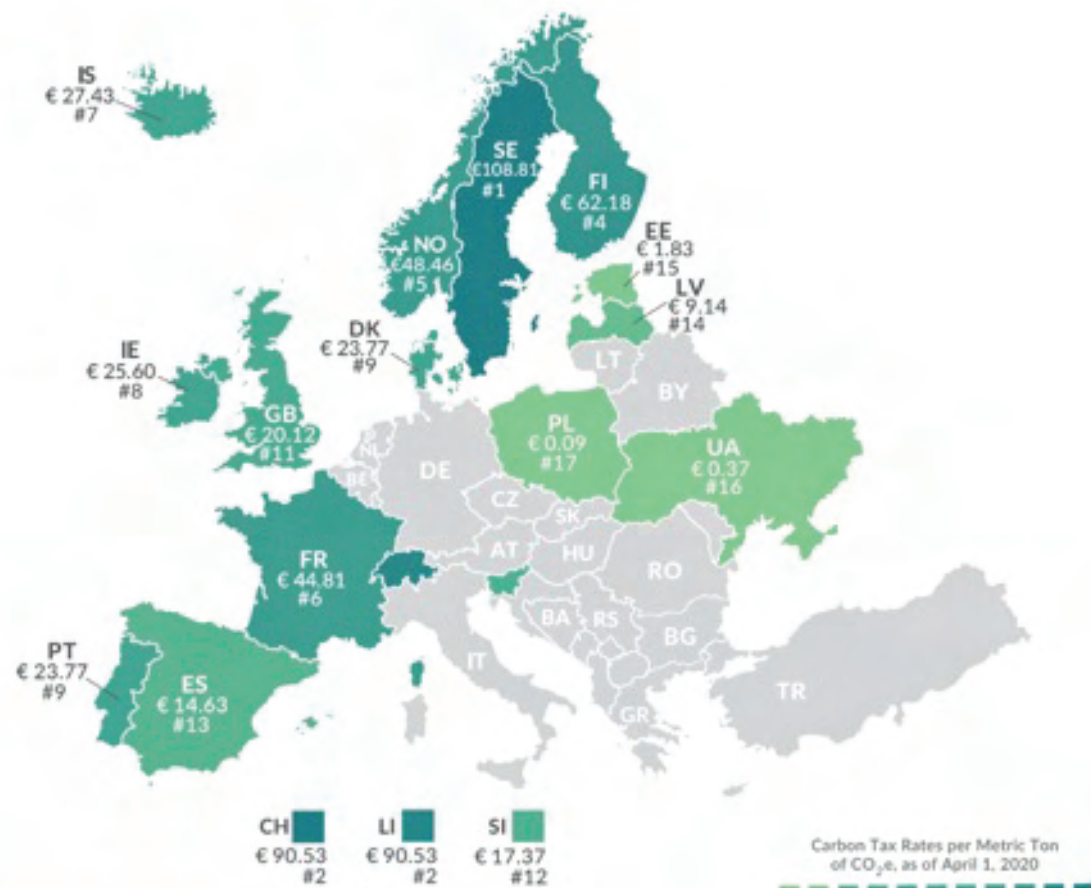 IS
€ 27.43
#7
SE
€108.81
#1
FI
€ 62.18
#4
NO
€48.46
#5
EE
€ 1.83
#15
LV
€ 9.14
#14
DK
€ 23.77
#9
IE
€ 25.60
#8
GB
€ 20.12
#11
LT
BY
PL
€ 0.09
#17
UA
€ 0.37
#16
NL
BE
DE
CZ
SK
AT
HU
RO
FR
€ 44.81
#6
BA
RS
BG
IT
GR
TR
PT
€ 23.77
#9
ES
€ 14.63
#13
CH
€ 90.53
#2
LI
€ 90.53
#2
SI
€ 17.37
#12
Carbon Tax Rates per Metric Ton
of CO₂e, as of April 1, 2020